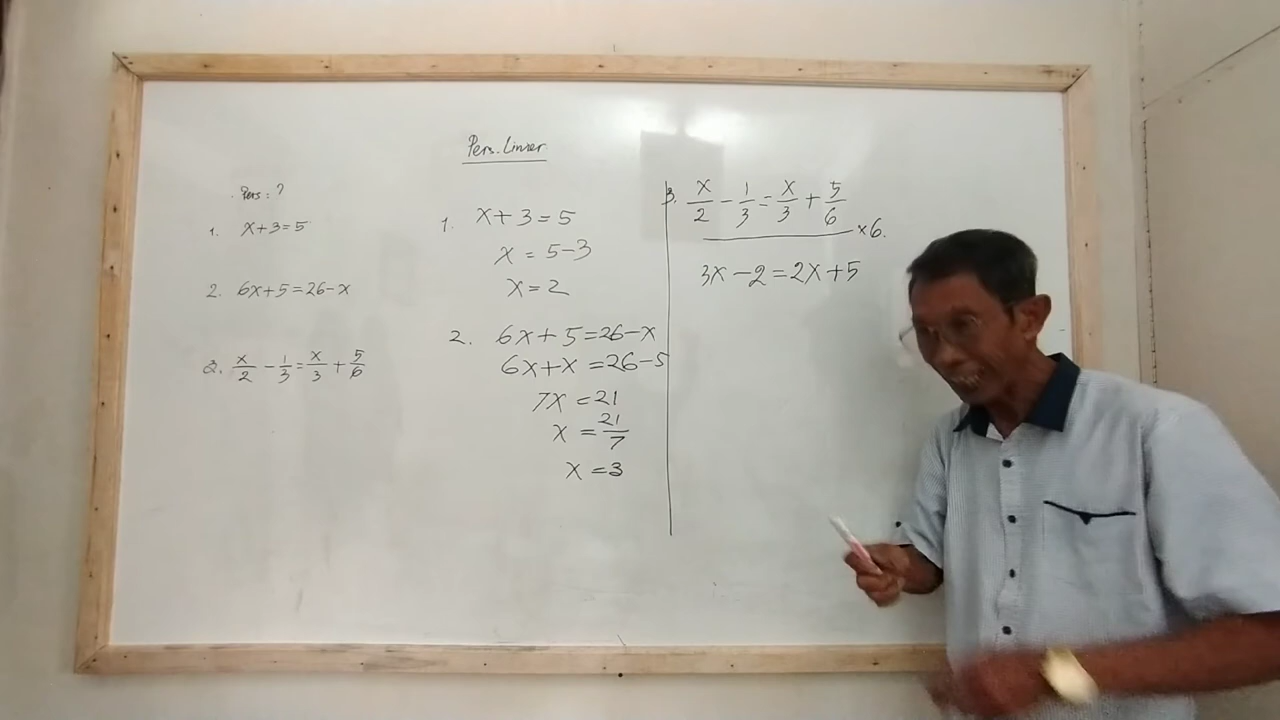 Pers. Linier
Pers : ?
1. x+3=5
2. 6x+5=26-x
3. x/2 - 1/3 = x/3 + 5/6
1. x+3=5
x = 5-3
x=2
2. 6x+5=26-x
6x+x=26-5
7x=21
x=21/7
x=3
3. x/2 - 1/3 = x/3 + 5/6
×6.
3x-2=2x+5